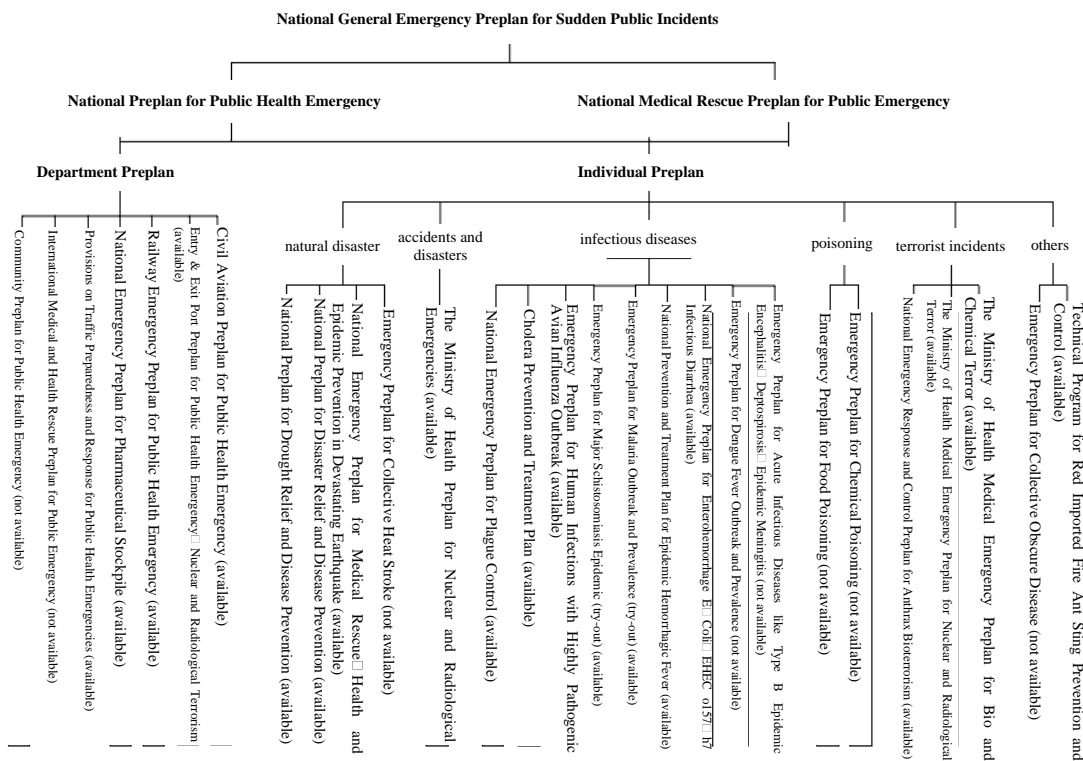 National General Emergency Preplan for Sudden Public Incidents
National Preplan for Public Health Emergency
National Medical Rescue Preplan for Public Emergency
Department Preplan
Individual Preplan
natural disaster
accidents and
disasters
infectious diseases
poisoning
terrorist incidents
others
Community Preplan for Public Health Emergency (not available)
International Medical and Health Rescue Preplan for Public Emergency (not available)
Provisions on Traffic Preparedness and Response for Public Health Emergencies (available)
National Emergency Preplan for Pharmaceutical Stockpile (available)
Railway Emergency Preplan for Public Health Emergency (available)
Entry & Exit Port Preplan for Public Health Emergency□ Nuclear and Radiological Terrorism
(available)
Civil Aviation Preplan for Public Health Emergency (available)
National Preplan for Drought Relief and Disease Prevention (available)
National Preplan for Disaster Relief and Disease Prevention (available)
National Emergency Preplan for Medical Rescue□ Health and
Epidemic Prevention in Devastating Earthquake (available)
Emergency Preplan for Collective Heat Stroke (not available)
The Ministry of Health Preplan for Nuclear and Radiological
Emergencies (available)
National Emergency Preplan for Plague Control (available)
Cholera Prevention and Treatment Plan (available)
Emergency Preplan for Human Infections with Highly Pathogenic
Avian Influenza Outbreak (available)
Emergency Preplan for Major Schistosomiasis Epidemic (try-out) (available)
Emergency Preplan for Malaria Outbreak and Prevalence (try-out) (available)
National Prevention and Treatment Plan for Epidemic Hemorrhagic Fever (available)
National Emergency Preplan for Enterohemorrhage E□ Coli□ EHEC o157□ h7
Infectious Diarrhea (available)
Emergency Preplan for Dengue Fever Outbreak and Prevalence (not available)
Emergency Preplan for Acute Infectious Diseases like Type B Epidemic
Encephalitis□ Deptospirosis□ Epidemic Meningitis (not available)
Emergency Preplan for Food Poisoning (not available)
Emergency Preplan for Chemical Poisoning (not available)
National Emergency Response and Control Preplan for Anthrax Bioterrorism (available)
The Ministry of Health Medical Emergency Preplan for Nuclear and Radiological
Terror (available)
The Ministry of Health Medical Emergency Preplan for Bio and
Chemical Terror (available)
Emergency Preplan for Collective Obscure Disease (not available)
Technical Program for Red Imported Fire Ant Sting Prevention and
Control (available)